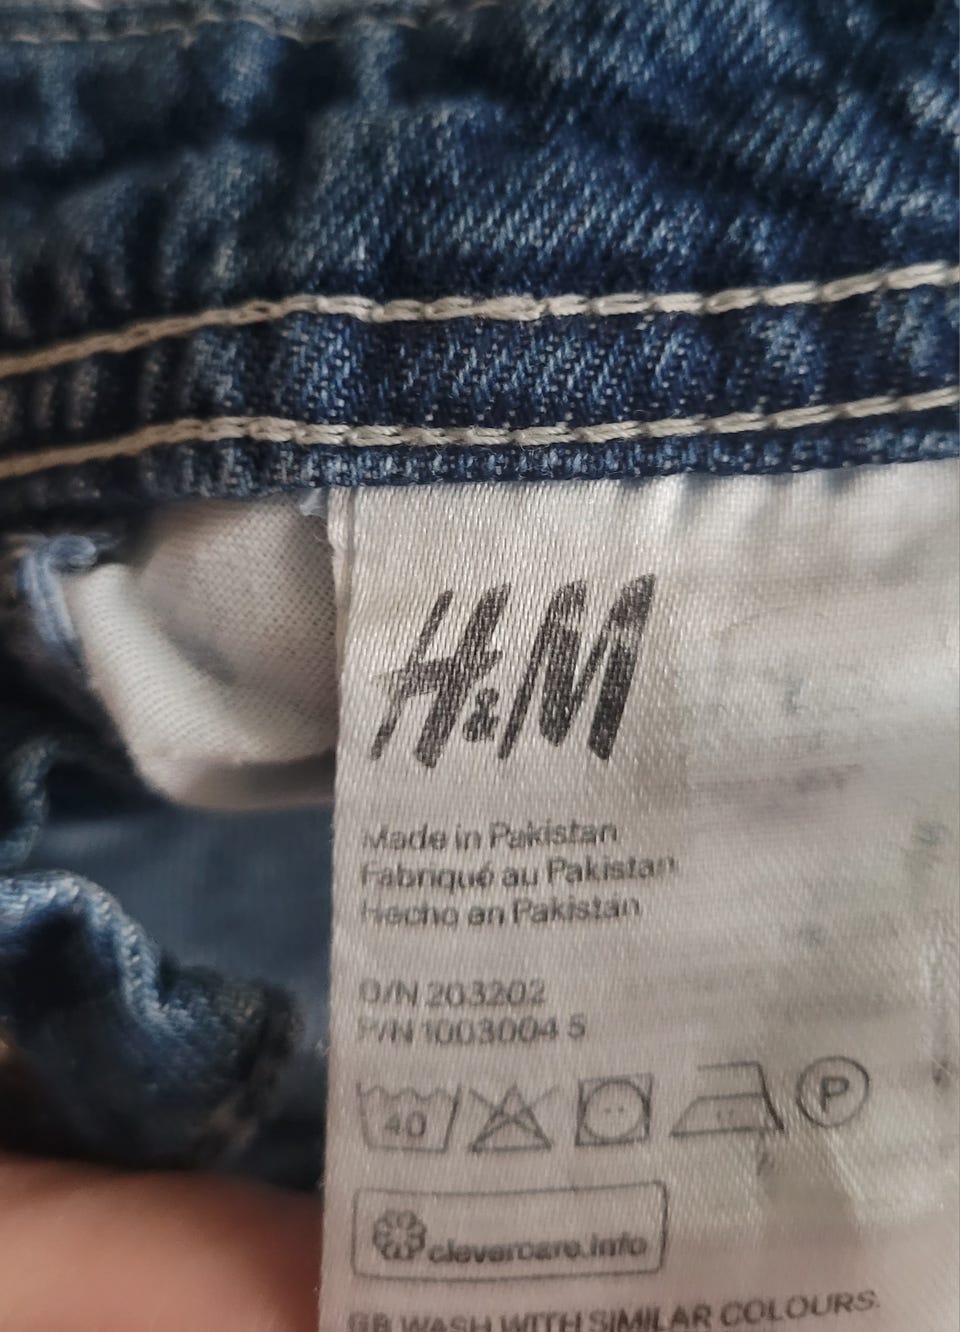 H&M
Made in Pakistan
Fabriqué au Pakistan
Hecho en Pakistán
O/N 203202
P/N 1003004 5
40
P
clevercare.info
GB WASH WITH SIMILAR COLOURS.